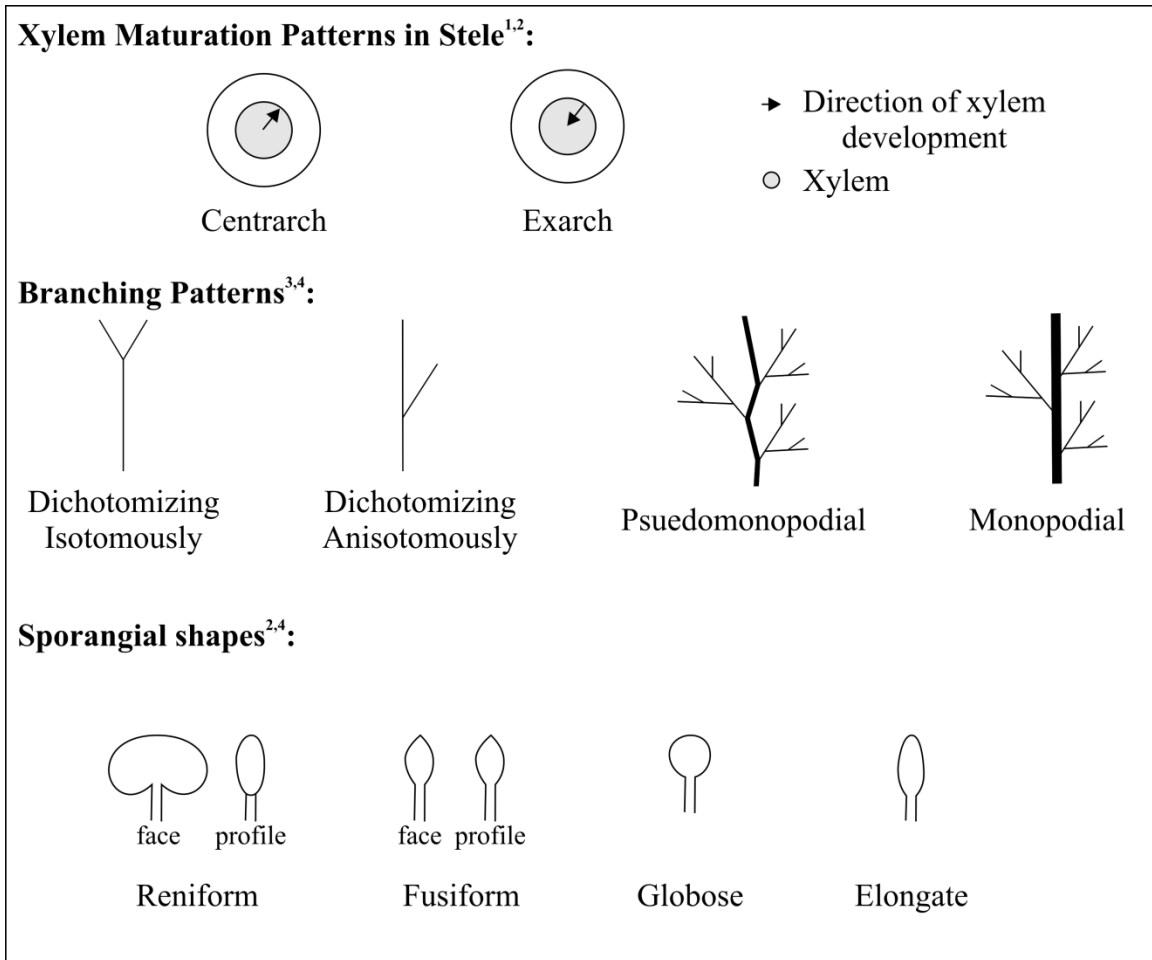 Xylem Maturation Patterns in Stele1,2:
Direction of xylem
development
Xylem
Centrarch
Exarch
Branching Patterns3,4:
Dichotomizing
Isotomously
Dichotomizing
Anisotomously
Psuedomonopodial
Monopodial
Sporangial shapes2,4:
face
profile
face
profile
Reniform
Fusiform
Globose
Elongate